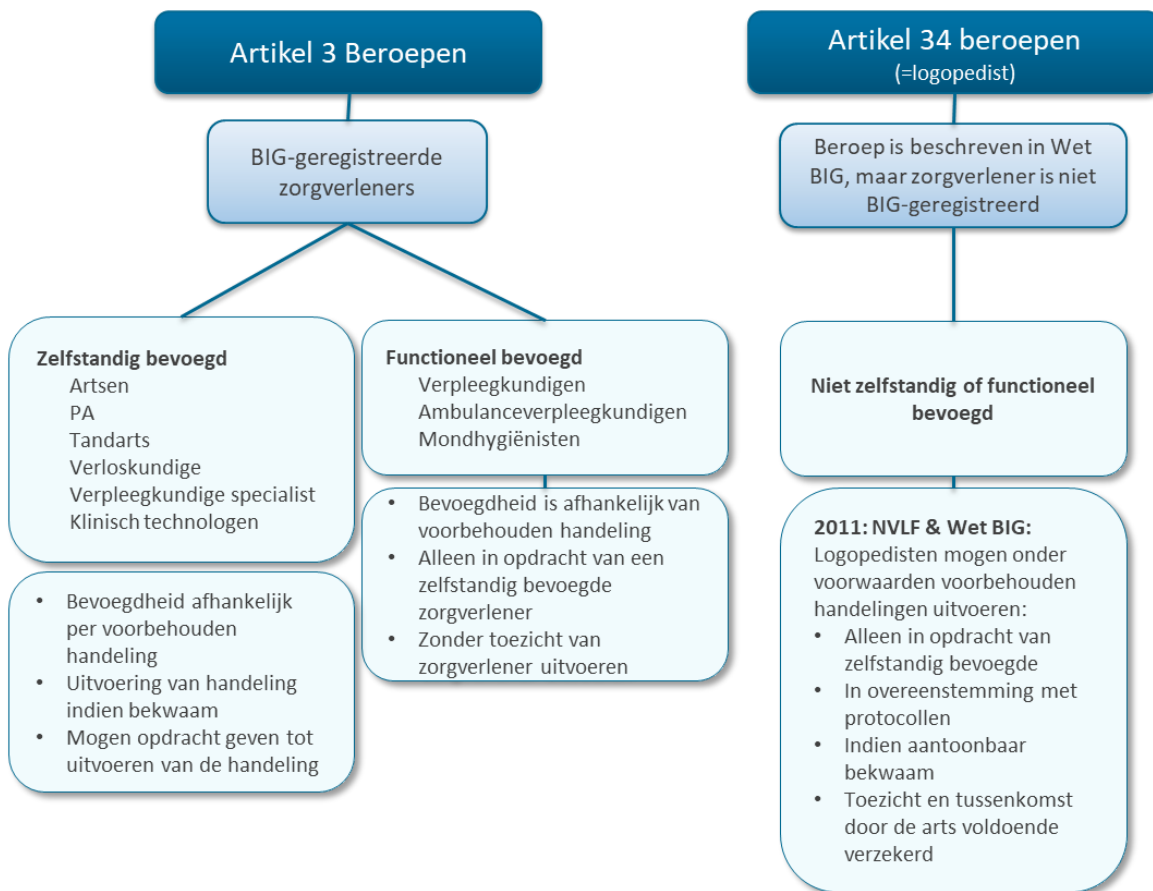 Artikel 3 Beroepen
BIG-geregistreerde
zorgverleners
Zelfstandig bevoegd
Artsen
PA
Tandarts
Verloskundige
Verpleegkundige specialist
Klinisch technologen
• Bevoegdheid afhankelijk
per voorbehouden
handeling
• Uitvoering van handeling
indien bekwaam
• Mogen opdracht geven tot
uitvoeren van de handeling
Functioneel bevoegd
Verpleegkundigen
Ambulanceverpleegkundigen
Mondhygiënisten
• Bevoegdheid is afhankelijk van
voorbehouden handeling
• Alleen in opdracht van een
zelfstandig bevoegde
zorgverlener
• Zonder toezicht van
zorgverlener uitvoeren
Artikel 34 beroepen
(=logopedist)
Beroep is beschreven in Wet
BIG, maar zorgverlener is niet
BIG-geregistreerd
Niet zelfstandig of functioneel
bevoegd
2011: NVLF & Wet BIG:
Logopedisten mogen onder
voorwaarden voorbehouden
handelingen uitvoeren:
• Alleen in opdracht van
zelfstandig bevoegde
• In overeenstemming met
protocollen
• Indien aantoonbaar
bekwaam
• Toezicht en tussenkomst
door de arts voldoende
verzekerd